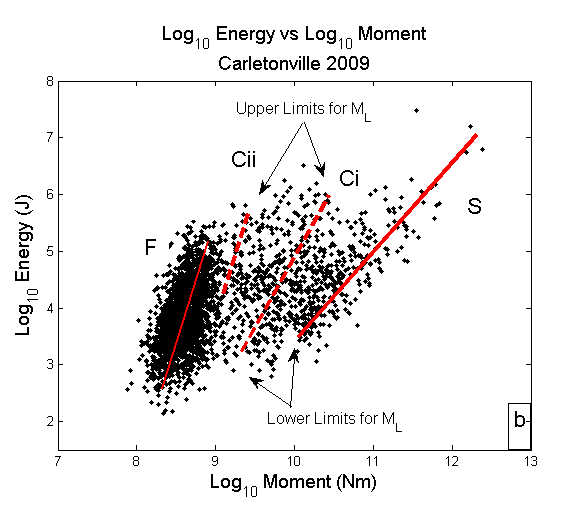 Log10 Energy vs Log10 Moment
Carletonville 2009
8
7
6
5
4
3
2
Log10 Energy (J)
Upper Limits for ML
Cii
Ci
S
F
Lower Limits for ML
b
7
8
9
10
11
12
13
Log10 Moment (Nm)